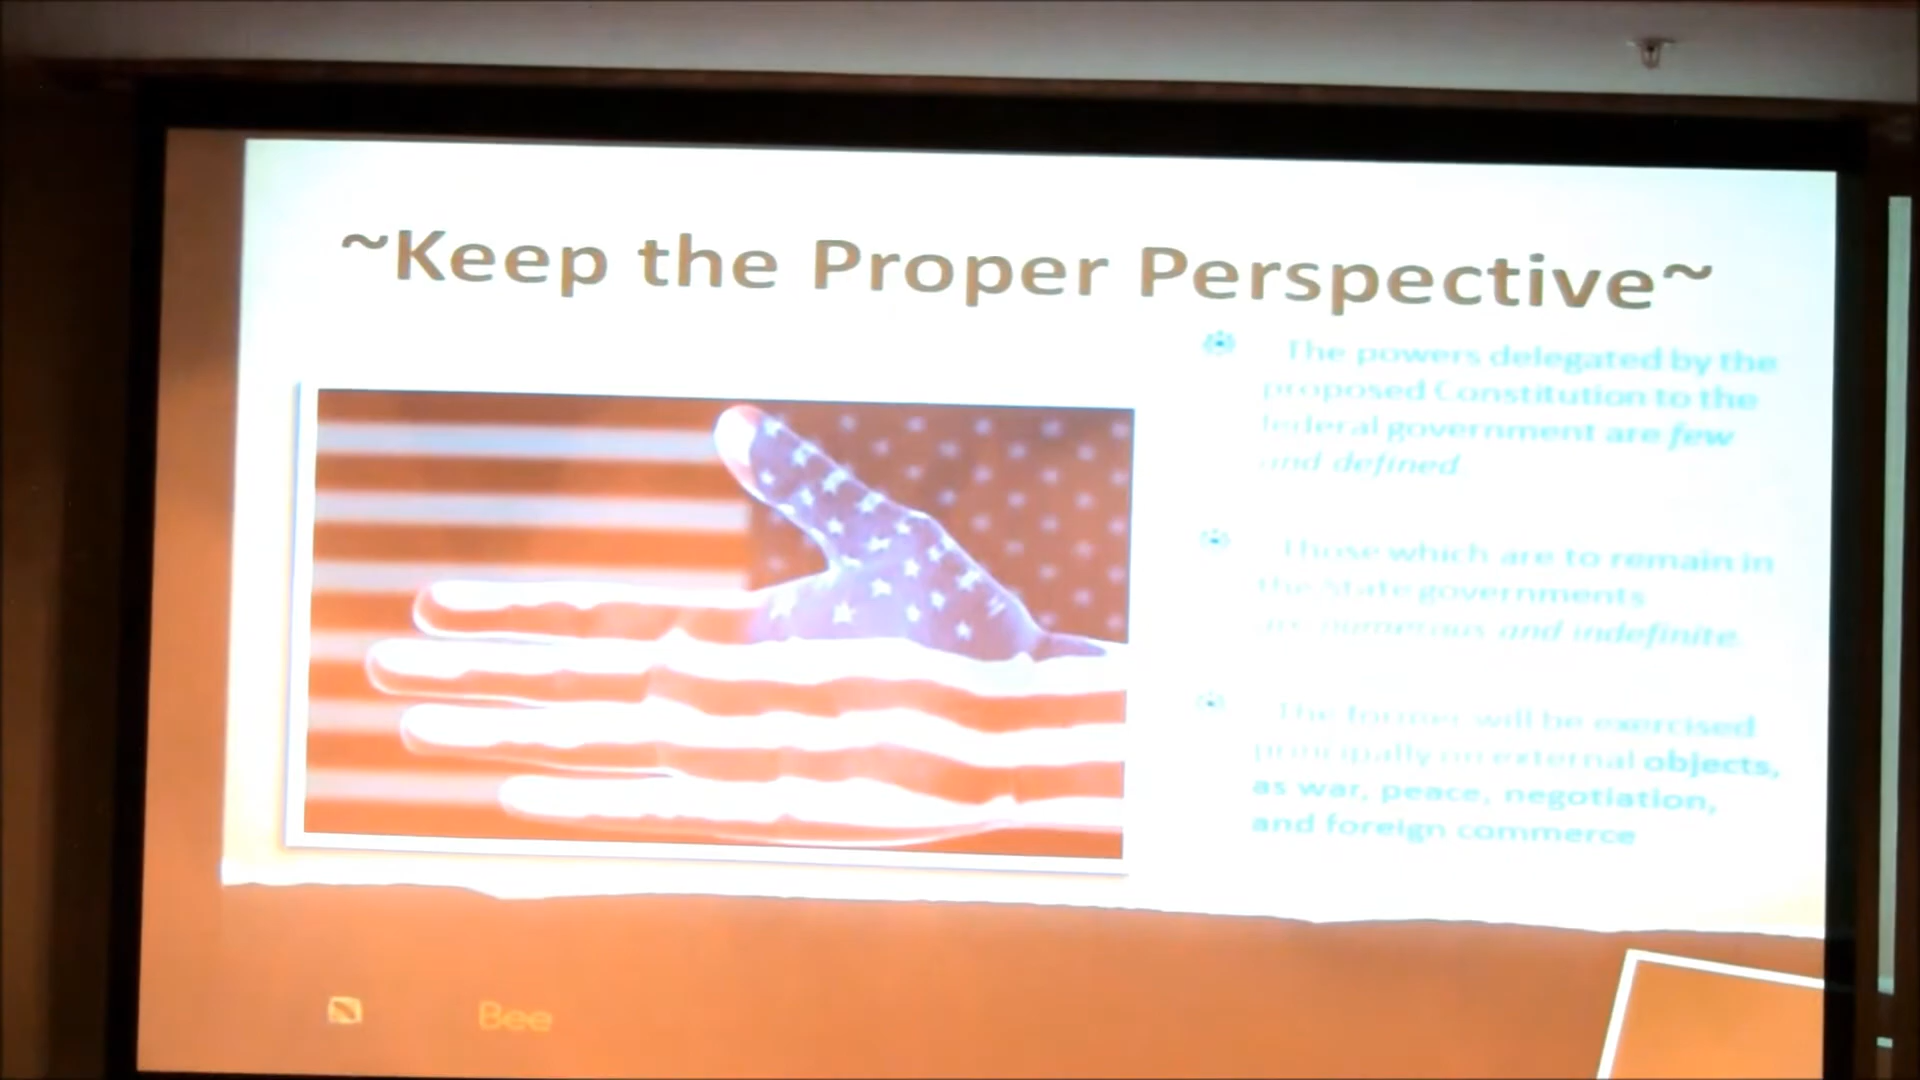 ~Keep the Proper Perspective~
The powers delegated by the
proposed Constitution to the
federal government are few
and defined
Those which are to remain in
the State governments
are numerous and indefinite.
The former will be exercised
principally on external objects,
as war, peace, negotiation,
and foreign commerce
Bee